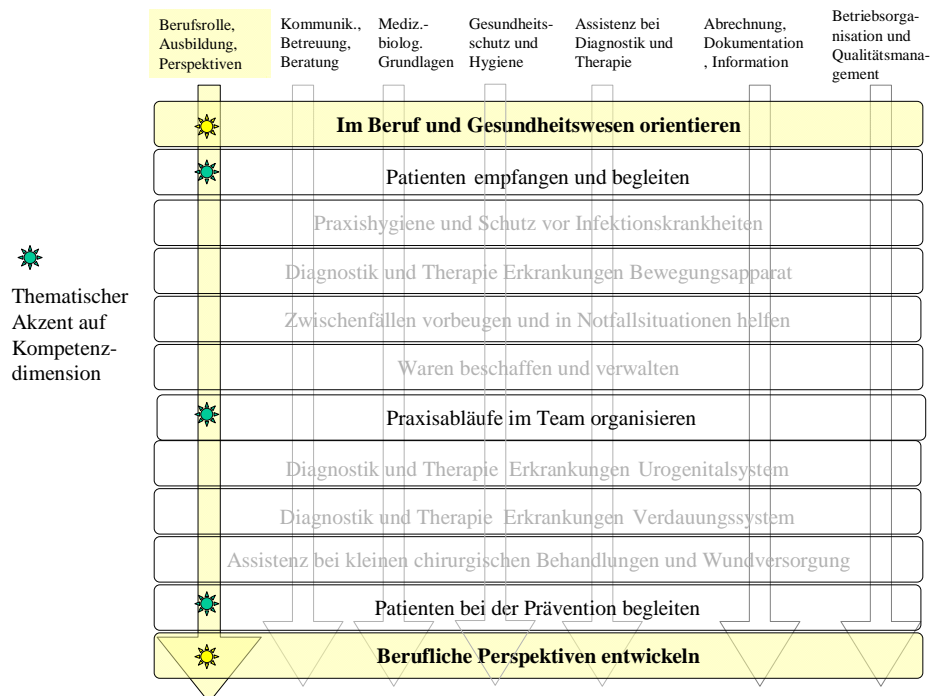 Berufsrolle,
Ausbildung,
Perspektiven
Kommunik.,
Betreuung,
Beratung
Mediz.-
biolog.
Grundlagen
Gesundheits-
schutz und
Hygiene
Assistenz bei
Diagnostik und
Therapie
Abrechnung,
Dokumentation
, Information
Betriebsorga-
nisation und
Qualitätsmana-
gement
Im Beruf und Gesundheitswesen orientieren
Patienten empfangen und begleiten
Praxishygiene und Schutz vor Infektionskrankheiten
Diagnostik und Therapie Erkrankungen Bewegungsapparat
Zwischenfällen vorbeugen und in Notfallsituationen helfen
Waren beschaffen und verwalten
Praxisabläufe im Team organisieren
Diagnostik und Therapie Erkrankungen Urogenitalsystem
Diagnostik und Therapie Erkrankungen Verdauungssystem
Assistenz bei kleinen chirurgischen Behandlungen und Wundversorgung
Patienten bei der Prävention begleiten
Berufliche Perspektiven entwickeln
Thematischer
Akzent auf
Kompetenz-
dimension